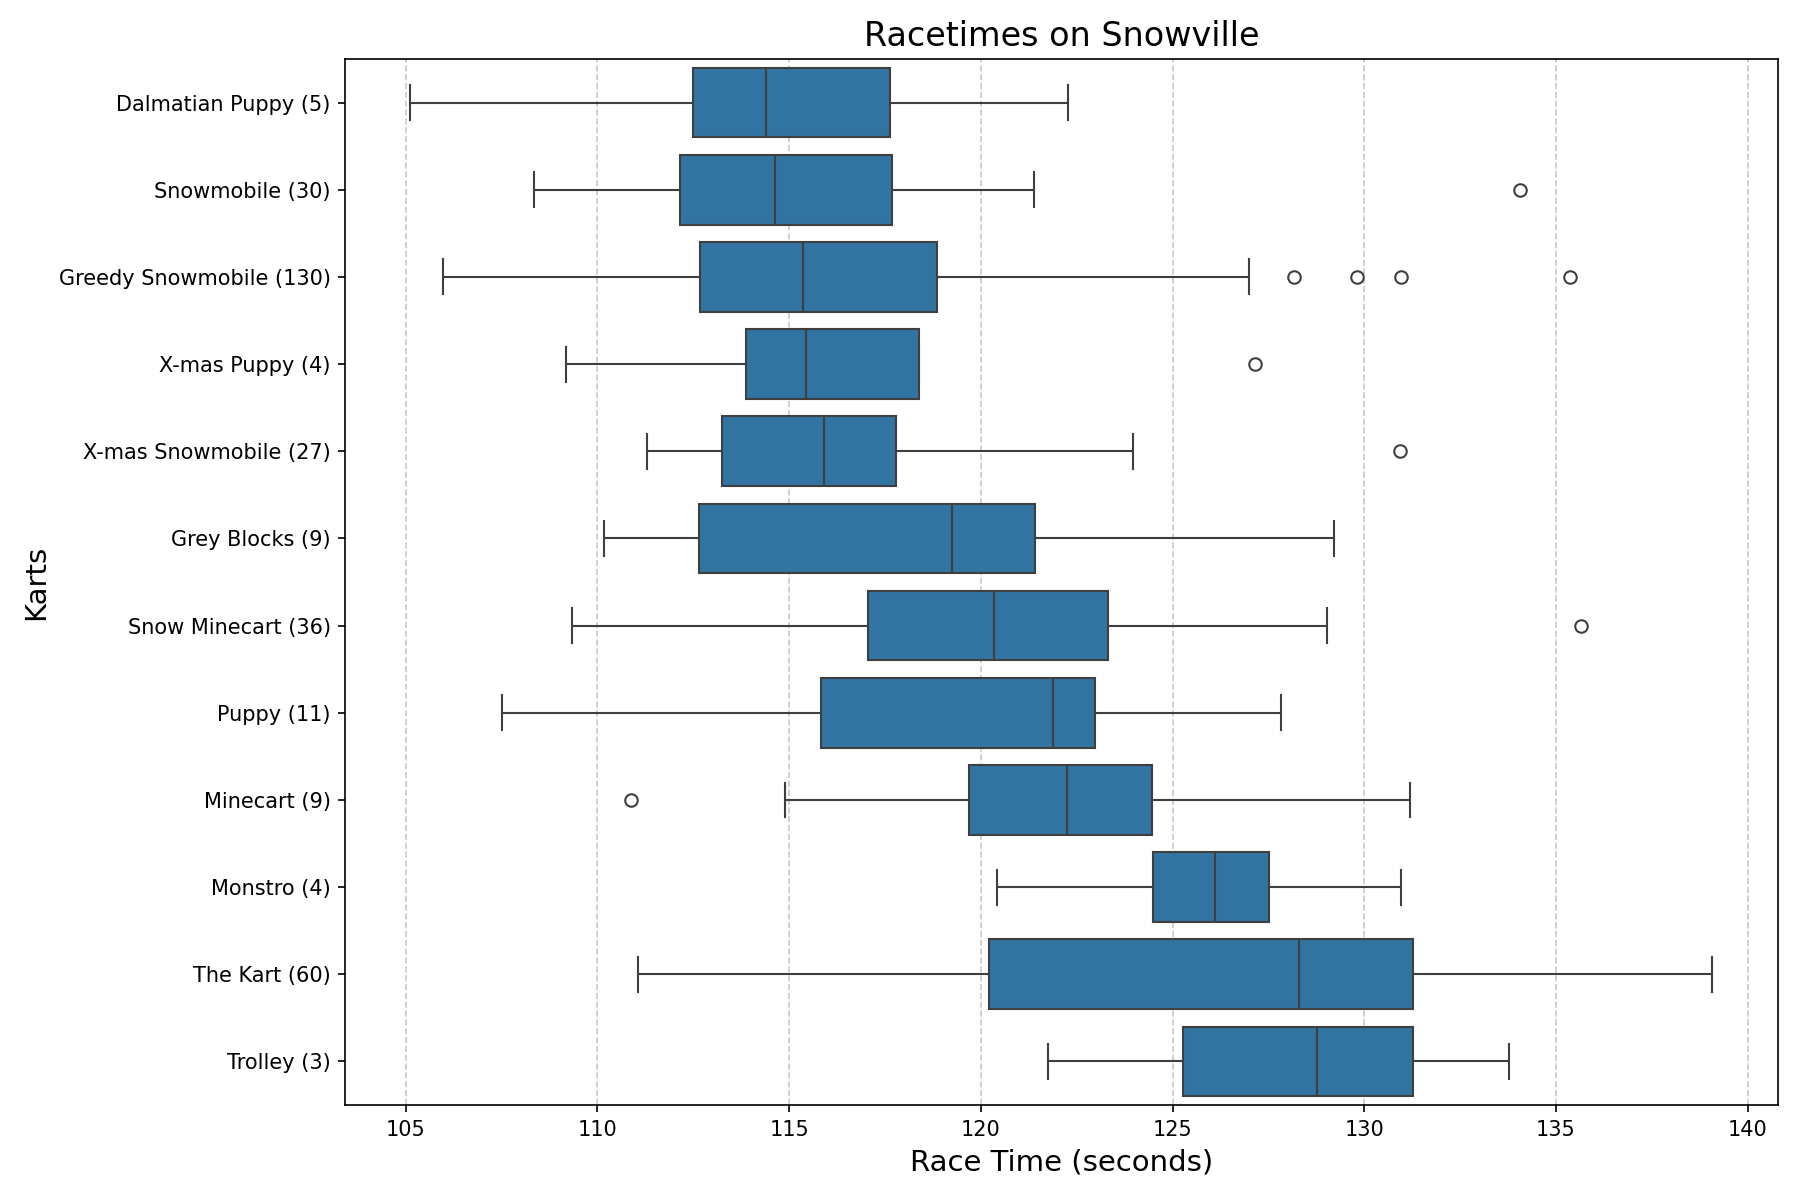 Racetimes on Snowville
Dalmatian Puppy (5)
Snowmobile (30)
Greedy Snowmobile (130)
X-mas Puppy (4)
X-mas Snowmobile (27)
Grey Blocks (9)
Snow Minecart (36)
Puppy (11)
Minecart (9)
Monstro (4)
The Kart (60)
Trolley (3)
Karts
105 110 115 120 125 130 135 140
Race Time (seconds)